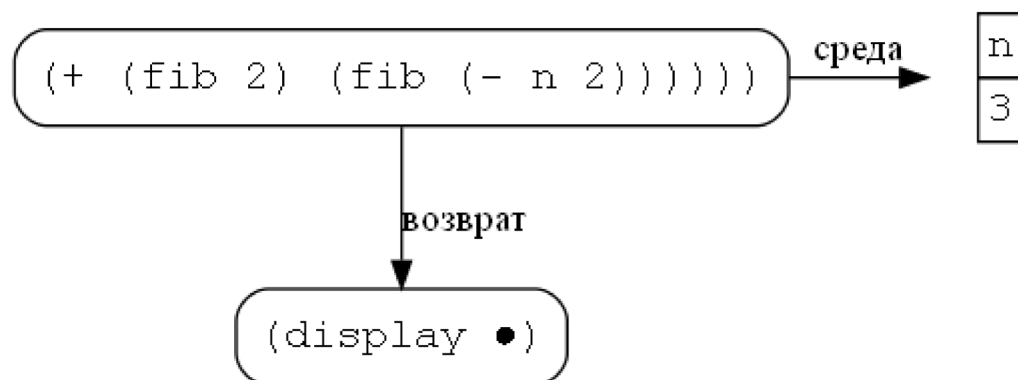 (+ (fib 2) (fib (- n 2))))))
среда
n
3
возврат
(display ●)